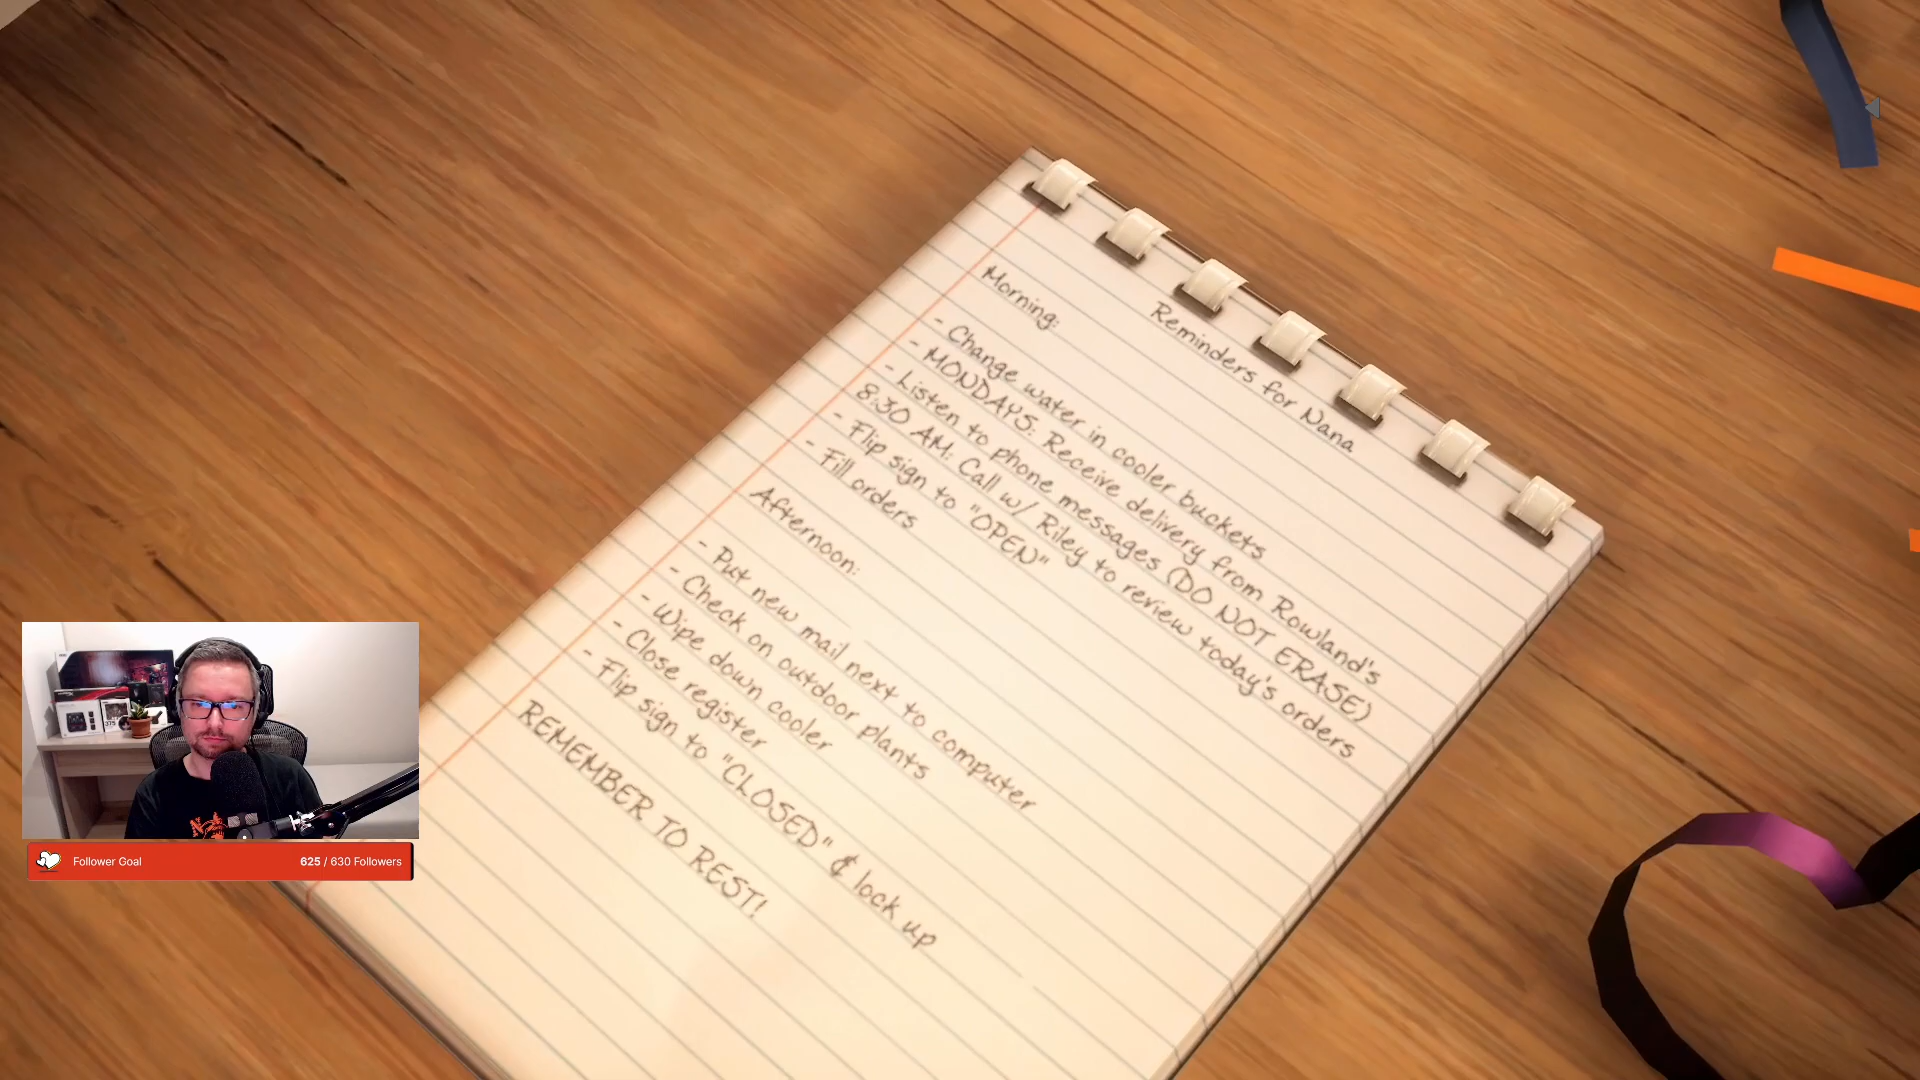 Reminders for Nana
Morning:
- Change water in cooler buckets
- MONDAYS: Receive delivery from Rowland's
- Listen to phone messages (DO NOT ERASE)
8:30 AM: Call w/ Riley to review today's orders
- Flip sign to "OPEN"
- Fill orders
Afternoon:
- Put new mail next to computer
- Check on outdoor plants
- Wipe down cooler
- Close register
- Flip sign to "CLOSED" & lock up
REMEMBER TO REST!
Follower Goal
625 / 630 Followers